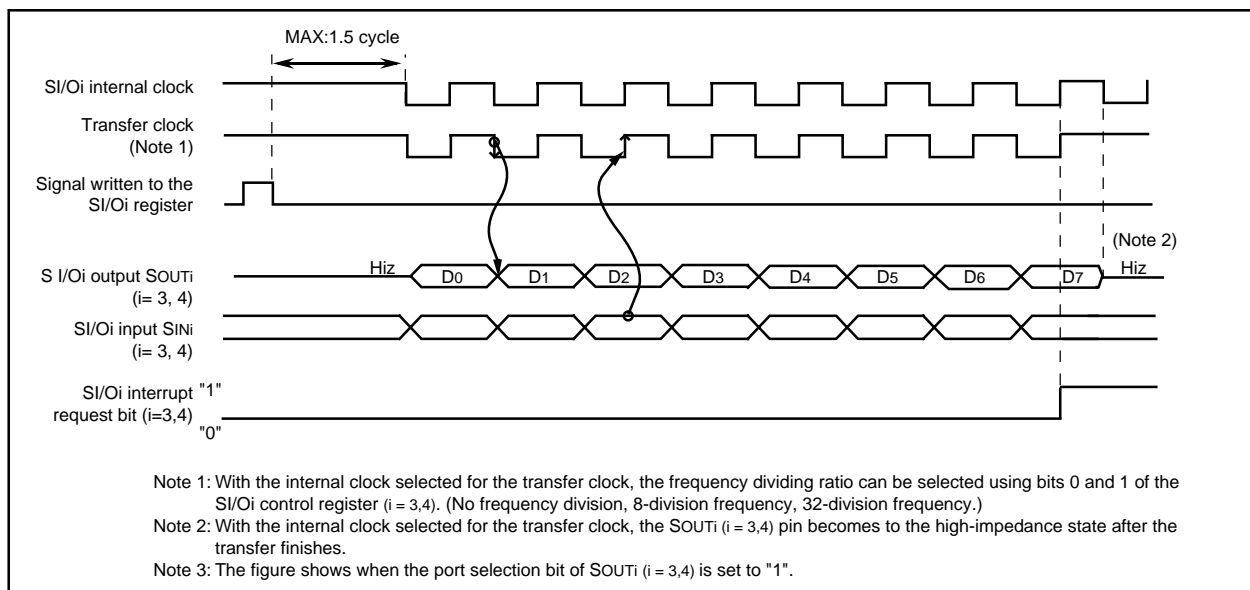 MAX:1.5 cycle
SI/Oi internal clock
Transfer clock
(Note 1)
Signal written to the
SI/Oi register
(Note 2)
S I/Oi output SOUTi
(i= 3, 4)
Hiz
D0
D1
D2
D3
D4
D5
D6
D7
Hiz
SI/Oi input SINi
(i= 3, 4)
SI/Oi interrupt
request bit (i=3,4)
"1"
"0"
Note 1: With the internal clock selected for the transfer clock, the frequency dividing ratio can be selected using bits 0 and 1 of the
SI/Oi control register (i = 3,4). (No frequency division, 8-division frequency, 32-division frequency.)
Note 2: With the internal clock selected for the transfer clock, the SOUTi (i = 3,4) pin becomes to the high-impedance state after the
transfer finishes.
Note 3: The figure shows when the port selection bit of SOUTi (i = 3,4) is set to "1".